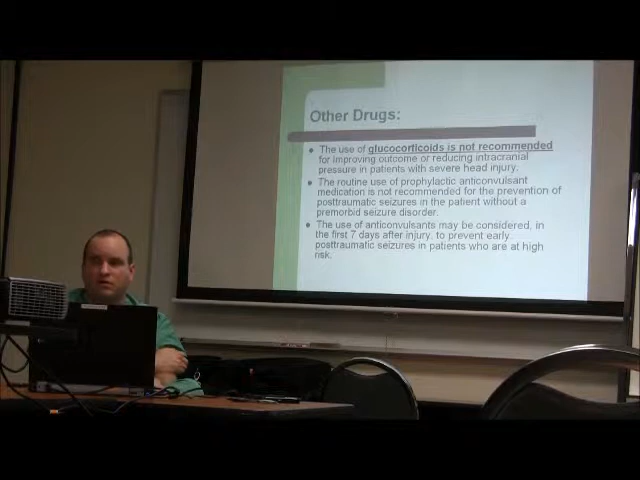 Other Drugs:
The use of glucocorticoids is not recommended
for improving outcome or reducing intracranial
pressure in patients with severe head injury.
The routine use of prophylactic anticonvulsant
medication is not recommended for the prevention of
posttraumatic seizures in the patient without a
premorbid seizure disorder.
The use of anticonvulsants may be considered, in
the first 7 days after injury, to prevent early
posttraumatic seizures in patients who are at high
risk.